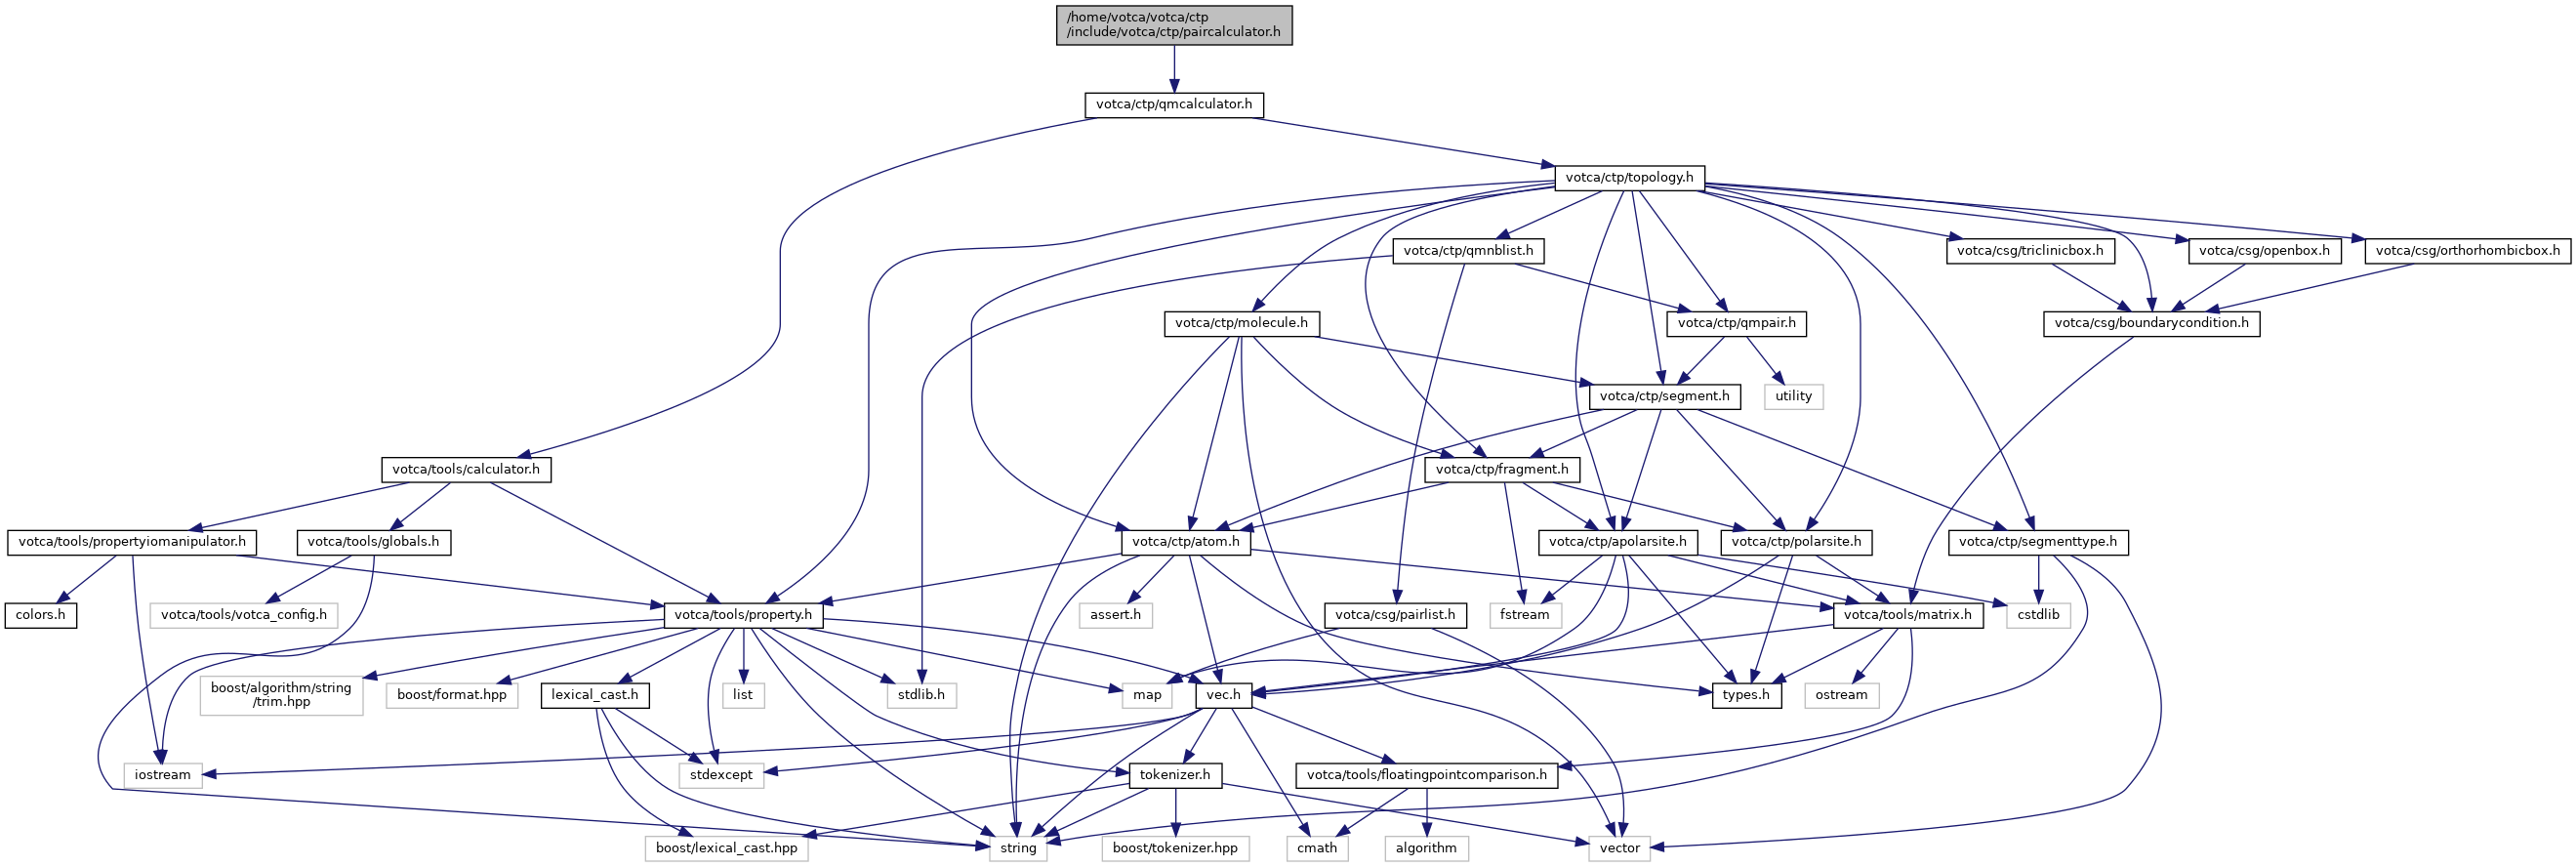 /home/votca/votca/ctp
/include/votca/ctp/paircalculator.h
votca/ctp/qmcalculator.h
votca/ctp/topology.h
votca/ctp/qmnblist.h
votca/csg/triclinicbox.h
votca/csg/openbox.h
votca/csg/orthorhombicbox.h
votca/ctp/molecule.h
votca/ctp/qmpair.h
votca/csg/boundarycondition.h
votca/ctp/segment.h
utility
votca/tools/calculator.h
votca/ctp/fragment.h
votca/tools/propertyiomanipulator.h
votca/tools/globals.h
votca/ctp/atom.h
votca/ctp/apolarsite.h
votca/ctp/polarsite.h
votca/ctp/segmenttype.h
colors.h
votca/tools/votca_config.h
votca/tools/property.h
assert.h
votca/csg/pairlist.h
fstream
votca/tools/matrix.h
cstdlib
boost/algorithm/string
/trim.hpp
boost/format.hpp
lexical_cast.h
list
stdlib.h
map
vec.h
types.h
ostream
iostream
stdexcept
tokenizer.h
votca/tools/floatingpointcomparison.h
boost/lexical_cast.hpp
string
boost/tokenizer.hpp
cmath
algorithm
vector